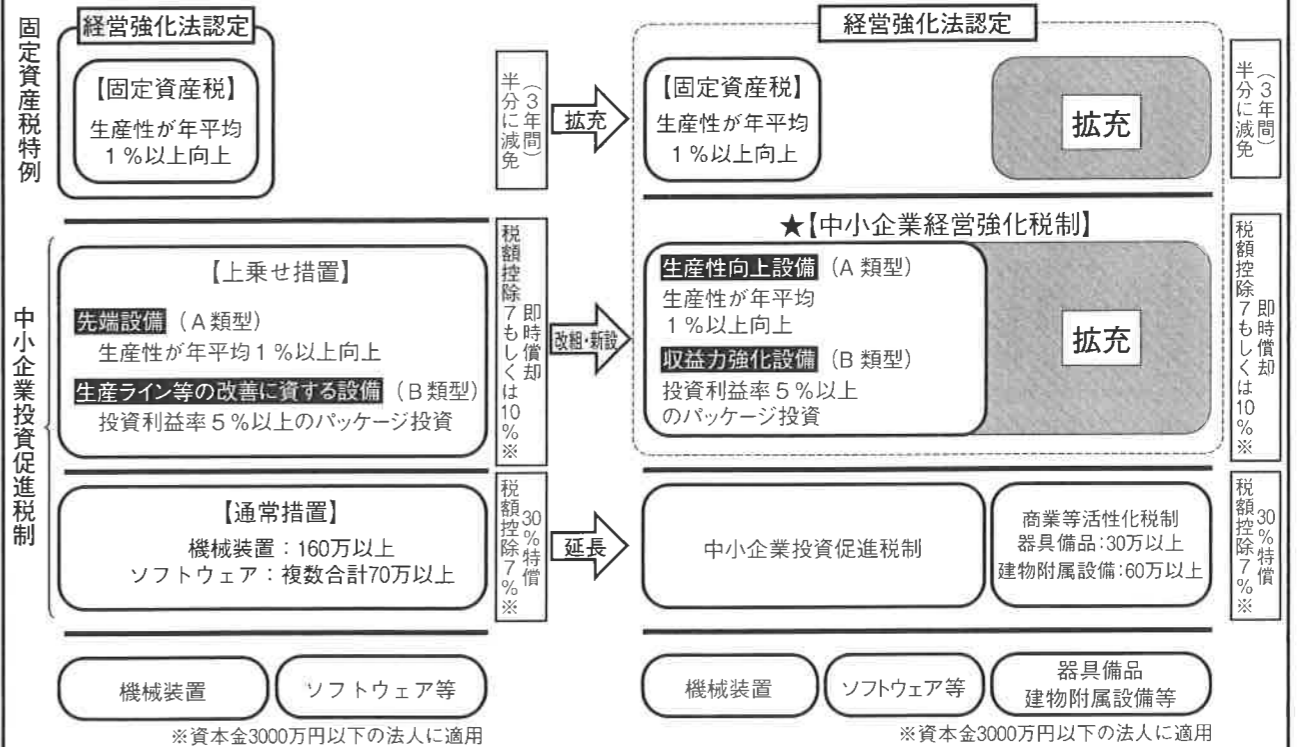 固定資産税特例
経営強化法認定
【固定資産税】
生産性が年平均
1%以上向上
(3年間)
半分に減免
拡充
経営強化法認定
【固定資産税】
生産性が年平均
1%以上向上
拡充
(3年間)
半分に減免
中小企業投資促進税制
【上乗せ措置】
先端設備(A類型)
生産性が年平均1%以上向上
生産ライン等の改善に資する設備(B類型)
投資利益率5%以上のパッケージ投資
即時償却
税額控除7もしくは10%※
改組・新設
★【中小企業経営強化税制】
生産性向上設備(A類型)
生産性が年平均
1%以上向上
収益力強化設備(B類型)
投資利益率5%以上
のパッケージ投資
拡充
即時償却
税額控除7もしくは10%※
【通常措置】
機械装置:160万以上
ソフトウェア:複数合計70万以上
30%特償
税額控除7%※
延長
中小企業投資促進税制
商業等活性化税制
器具備品:30万以上
建物附属設備:60万以上
30%特償
税額控除7%※
機械装置
ソフトウェア等
※資本金3000万円以下の法人に適用
機械装置
ソフトウェア等
器具備品
建物附属設備等
※資本金3000万円以下の法人に適用